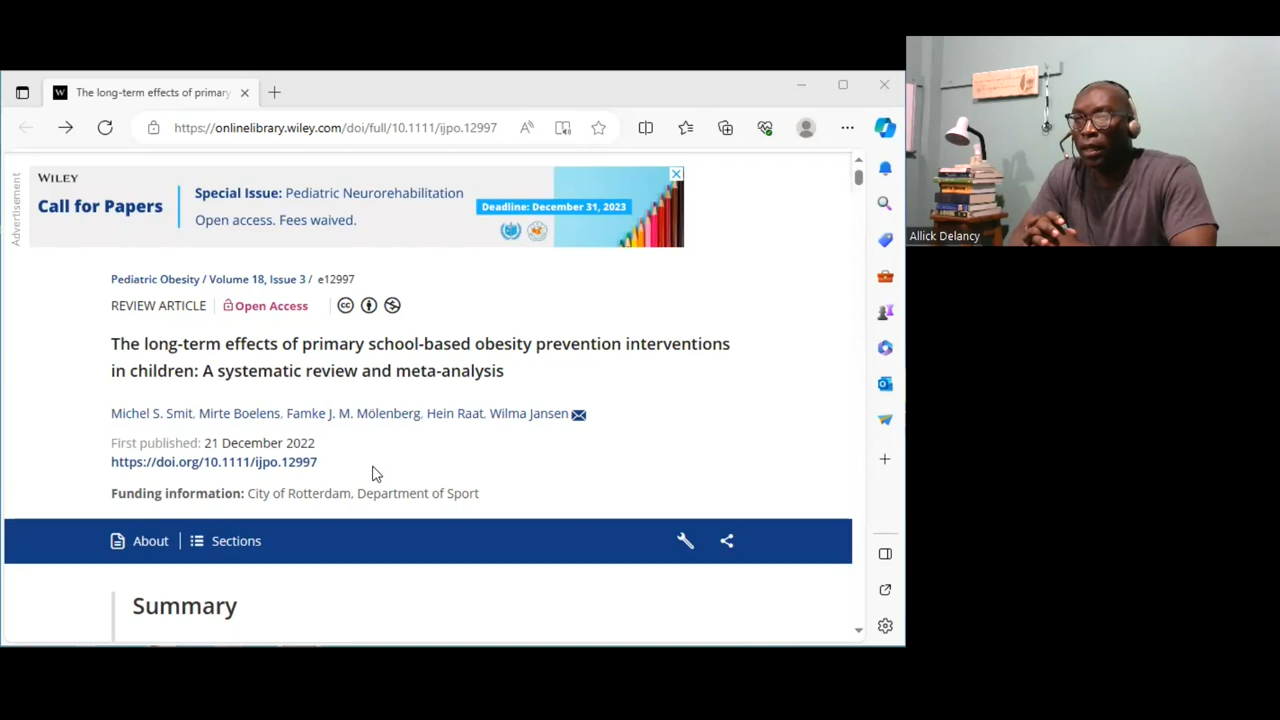 The long-term effects of primary
https://onlinelibrary.wiley.com/doi/full/10.1111/ijpo.12997
Advertisement
WILEY
Call for Papers
Special Issue: Pediatric Neurorehabilitation
Open access. Fees waived.
Deadline: December 31, 2023
Pediatric Obesity / Volume 18, Issue 3 / e12997
REVIEW ARTICLE
Open Access
The long-term effects of primary school-based obesity prevention interventions
in children: A systematic review and meta-analysis
Michel S. Smit, Mirte Boelens, Famke J. M. Mölenberg, Hein Raat, Wilma Jansen
First published: 21 December 2022
https://doi.org/10.1111/ijpo.12997
Funding information: City of Rotterdam, Department of Sport
About
Sections
Summary
Allick Delancy